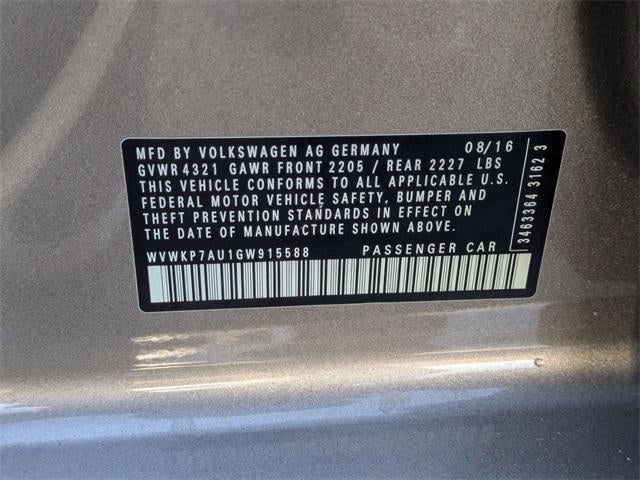 MFD BY VOLKSWAGEN AG GERMANY 08/16
GVWR 4321 GAWR FRONT 2205 / REAR 2227 LBS
THIS VEHICLE CONFORMS TO ALL APPLICABLE U.S.
FEDERAL MOTOR VEHICLE SAFETY, BUMPER AND
THEFT PREVENTION STANDARDS IN EFFECT ON
THE DATE OF MANUFACTURE SHOWN ABOVE.
WVWKP7AU1GW915588 PASSENGER CAR
3463364 3162 3